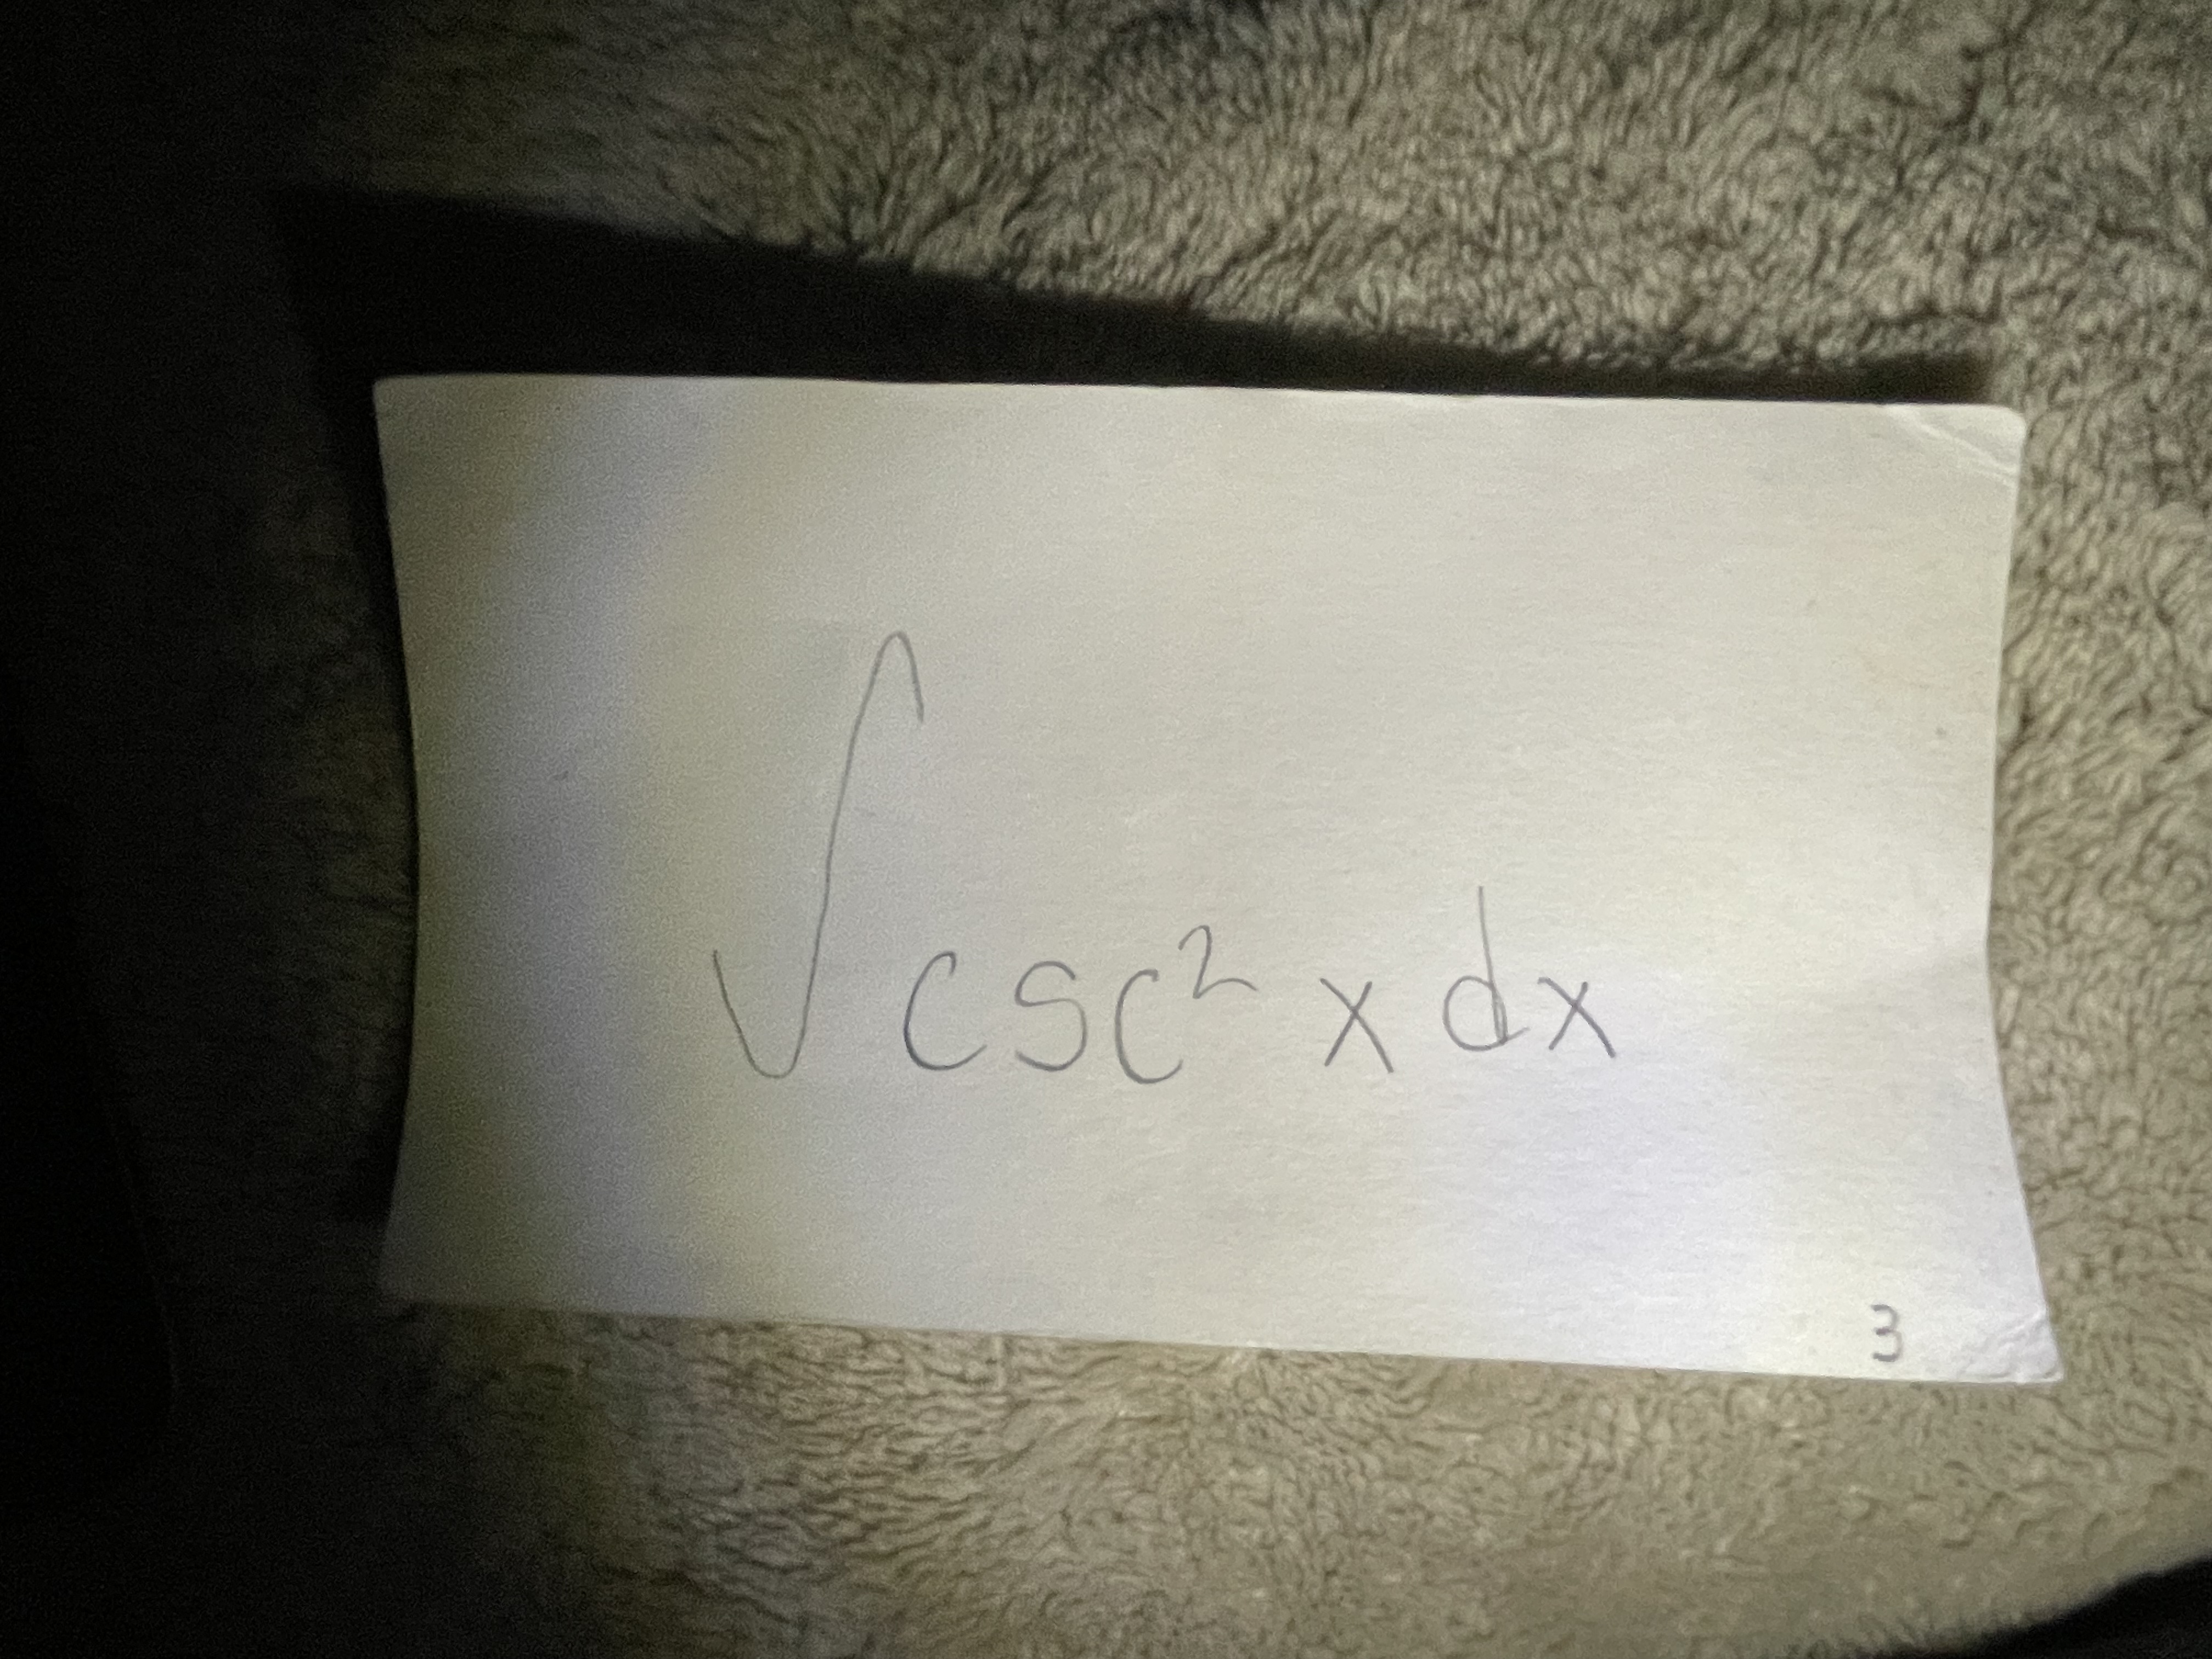 ∫ csc² x dx
3